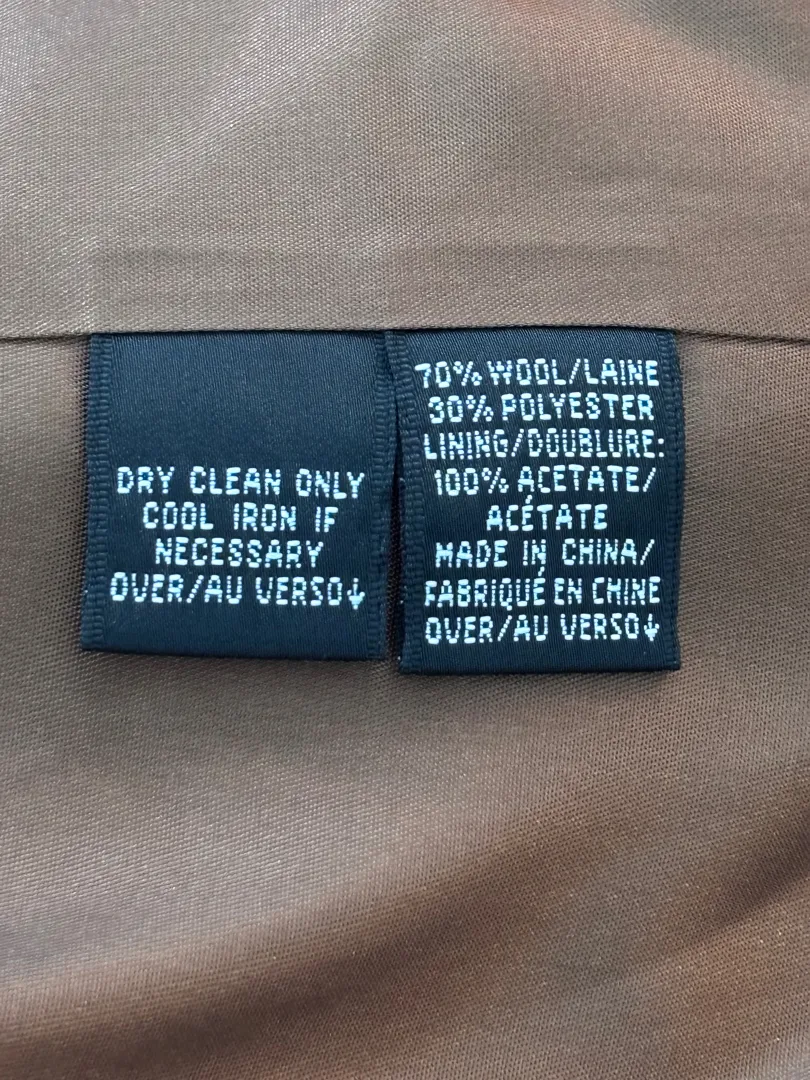 DRY CLEAN ONLY
COOL IRON IF
NECESSARY
OVER/AU VERSO↓
70% WOOL/LAINE
30% POLYESTER
LINING/DOUBLURE:
100% ACETATE/
ACÉTATE
MADE IN CHINA/
FABRIQUÉ EN CHINE
OVER/AU VERSO↓